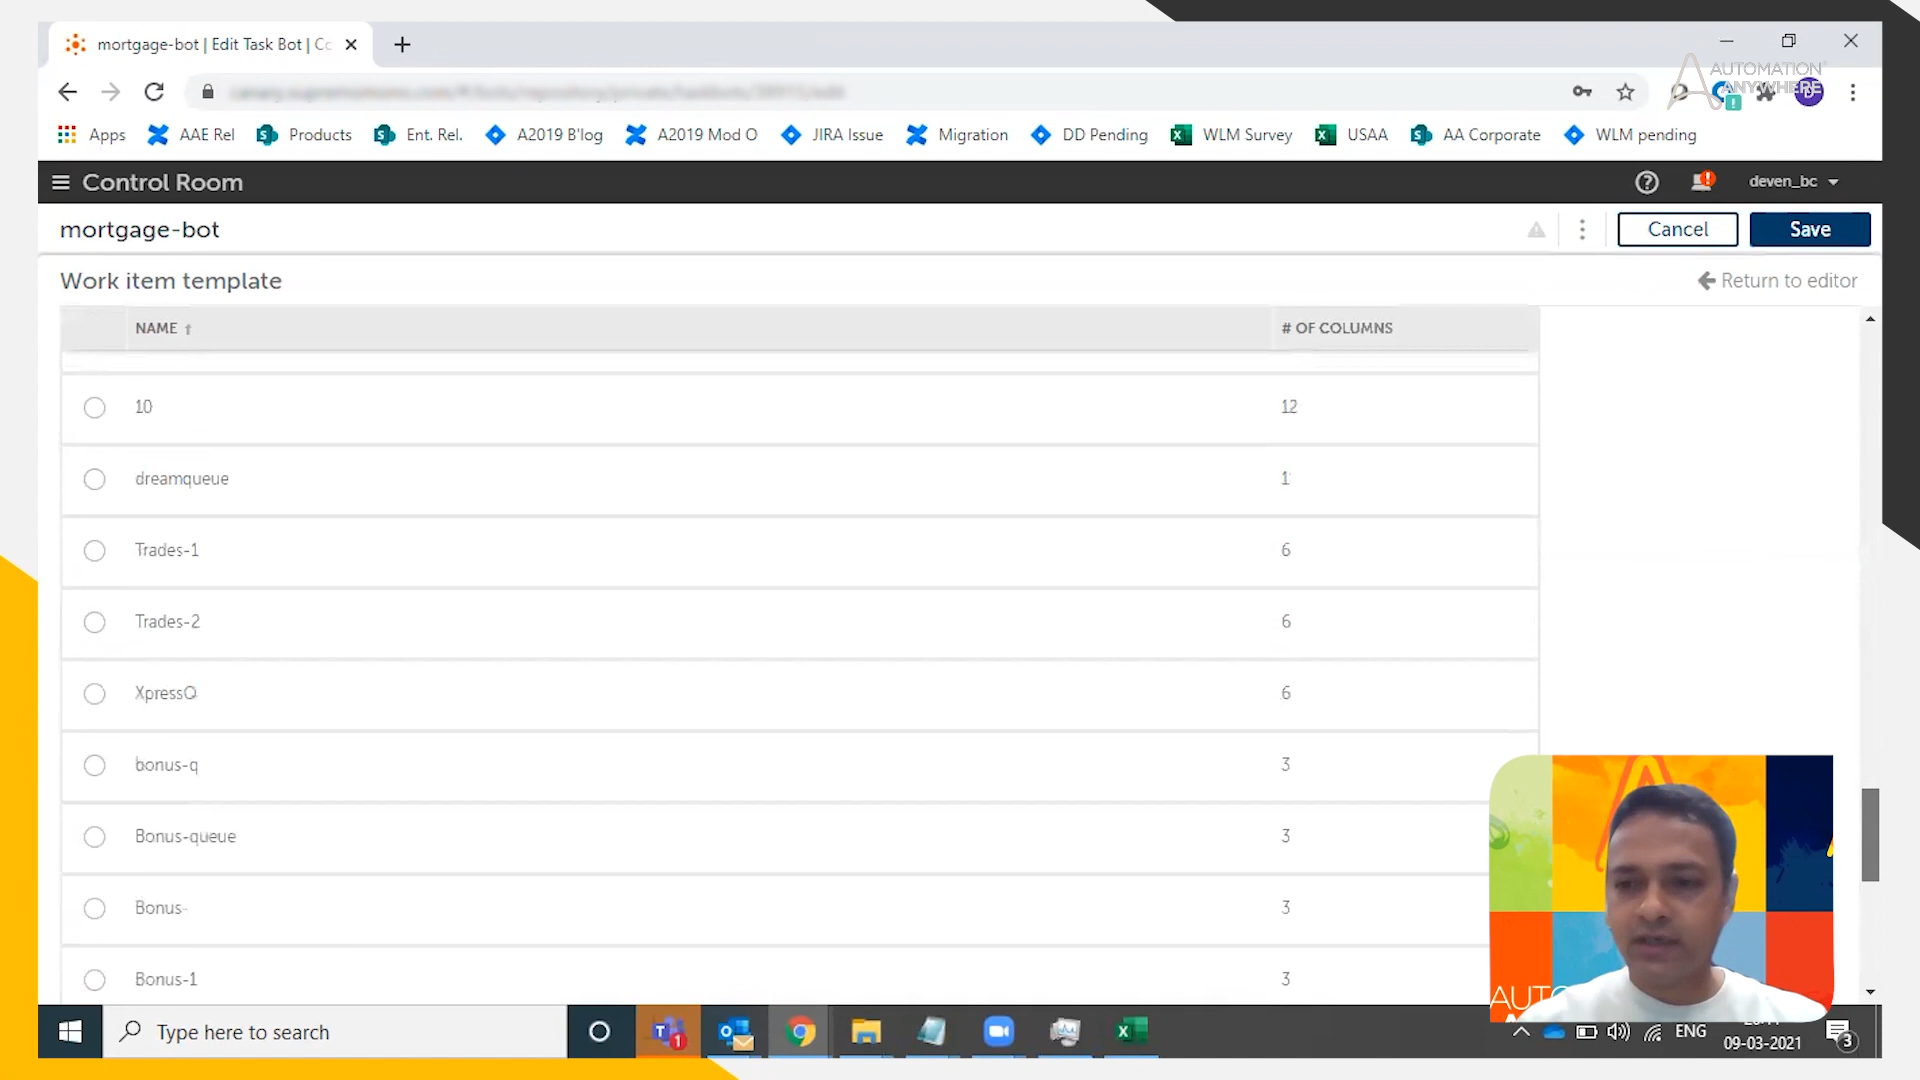 mortgage-bot | Edit Task Bot | Co
AUTOMATION
ANYWHERE
Apps AAE Rel Products Ent. Rel. A2019 B'log A2019 Mod O JIRA Issue Migration DD Pending WLM Survey USAA AA Corporate WLM pending
Control Room deven_bc
mortgage-bot Cancel Save
Work item template Return to editor
NAME # OF COLUMNS
10 12
dreamqueue 1
Trades-1 6
Trades-2 6
XpressQ 6
bonus-q 3
Bonus-queue 3
Bonus- 3
Bonus-1 3
AUTO
Type here to search 1 ENG
09-03-2021 3